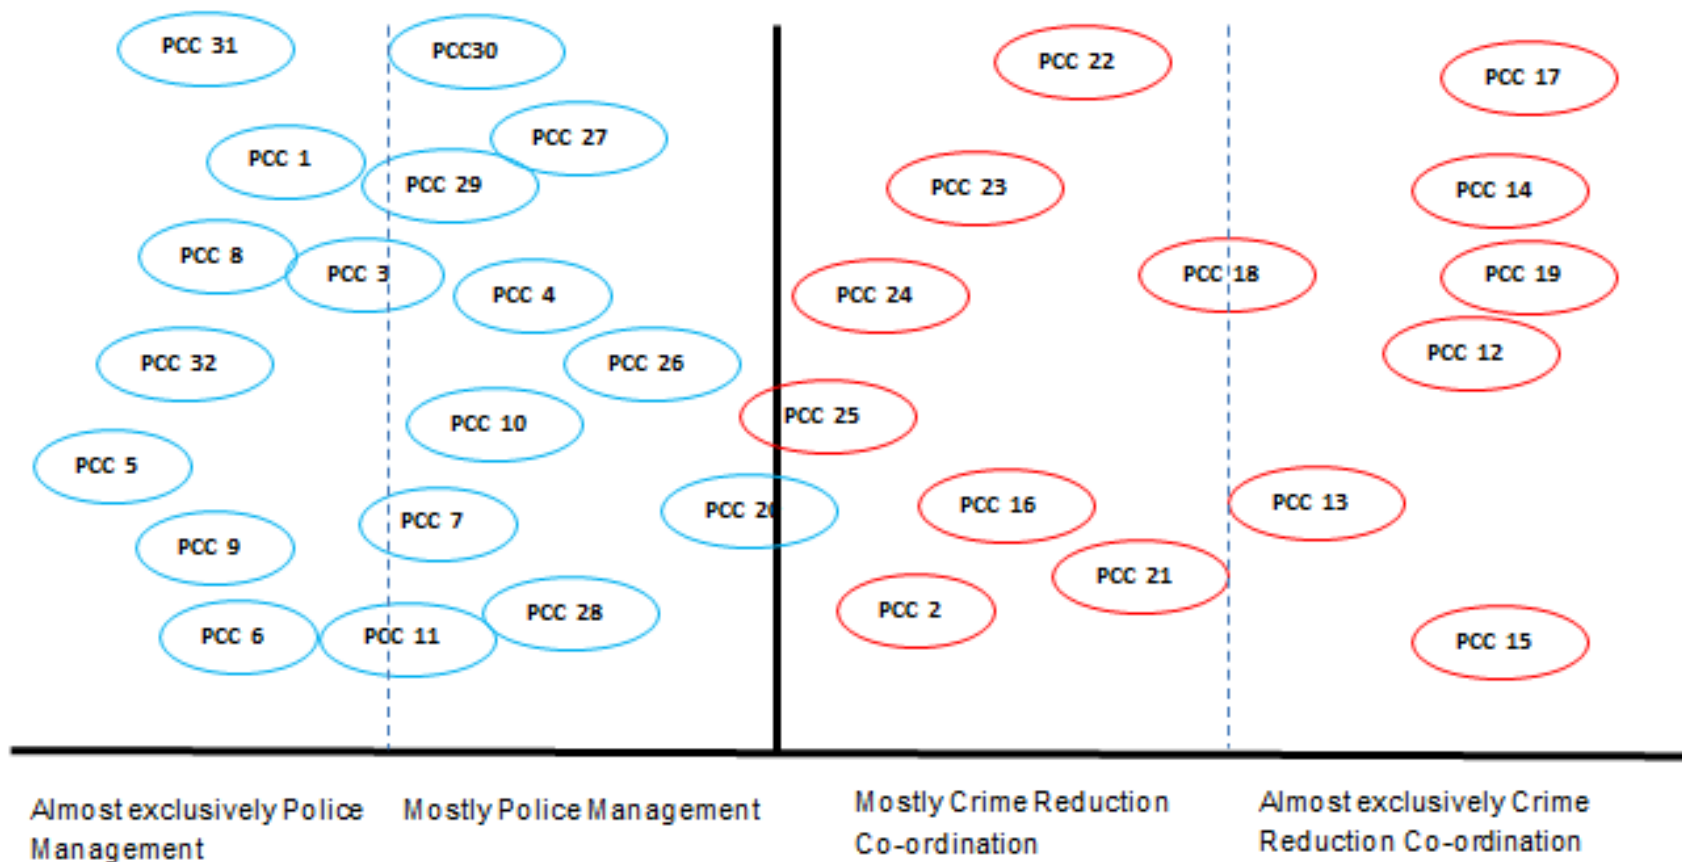 PCC 31
PCC30
PCC 22
PCC 17
PCC 27
PCC 1
PCC 29
PCC 23
PCC 14
PCC 8
PCC 3
PCC 4
PCC 24
PCC 18
PCC 19
PCC 32
PCC 26
PCC 12
PCC 10
PCC 25
PCC 5
PCC 7
PCC 20
PCC 16
PCC 13
PCC 9
PCC 21
PCC 6
PCC 11
PCC 28
PCC 2
PCC 15
Almost exclusively Police
Management
Mostly Police Management
Mostly Crime Reduction
Co-ordination
Almost exclusively Crime
Reduction Co-ordination